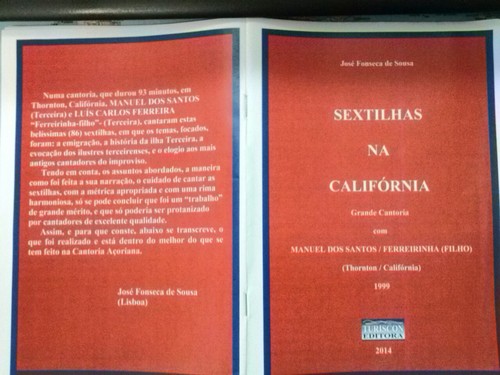 Numa cantoria, que durou 93 minutos, em
Thornton, Califórnia, MANUEL DOS SANTOS
(Terceira) e LUÍS CARLOS FERREIRA
“Ferreirinha-filho”- (Terceira), cantaram estas
belíssimas (86) sextilhas, em que os temas, focados,
foram: a emigração, a história da ilha Terceira, a
evocação dos ilustres terceirenses, e o elogio aos mais
antigos cantadores do improviso.
Tendo em conta, os assuntos abordados, a maneira
como foi feita a sua narração, o cuidado de cantar as
sextilhas, com a métrica apropriada e com uma rima
harmoniosa, só se pode concluir que foi um “trabalho”
de grande mérito, e que só poderia ser protanizado
por cantadores de excelente qualidade.
Assim, e para que conste, abaixo se transcreve, o
que foi realizado e está dentro do melhor do que se
tem feito na Cantoria Açoriana.
José Fonseca de Sousa
(Lisboa)
José Fonseca de Sousa
SEXTILHAS
NA
CALIFÓRNIA
Grande Cantoria
com
MANUEL DOS SANTOS / FERREIRINHA (FILHO)
(Thornton / Califórnia)
1999
TURISCON
EDITORA
2014